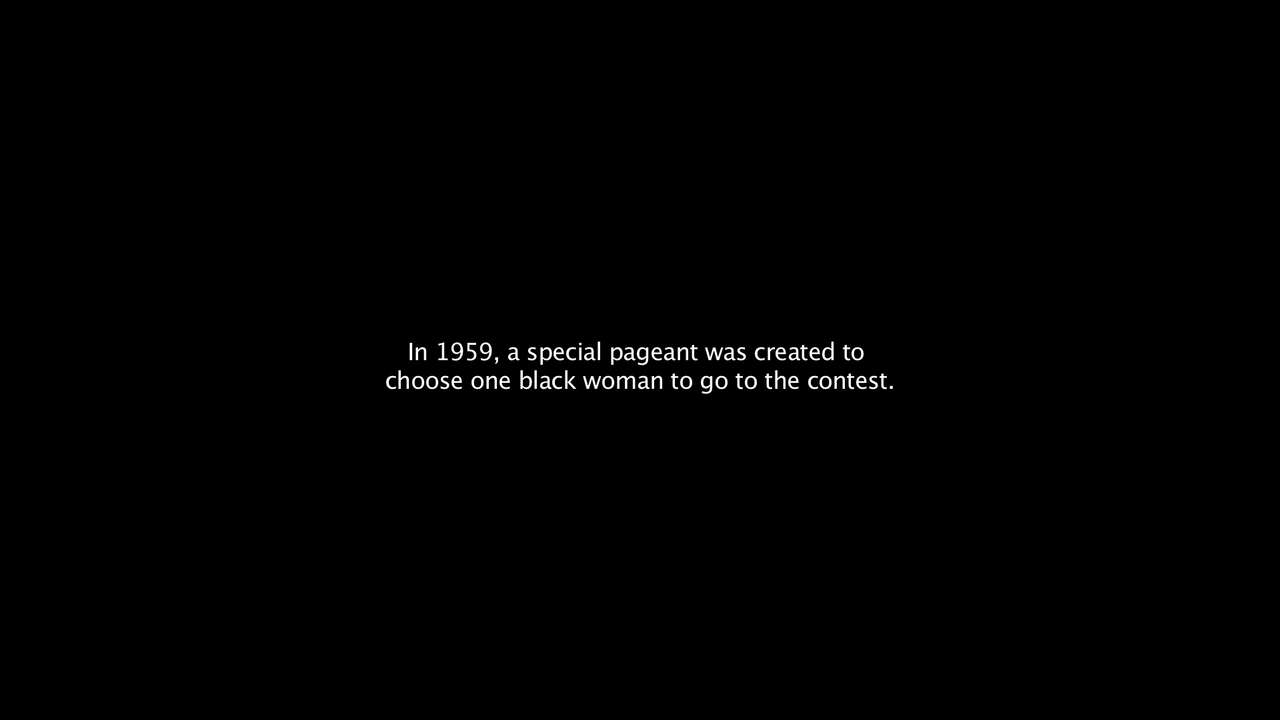 In 1959, a special pageant was created to
choose one black woman to go to the contest.